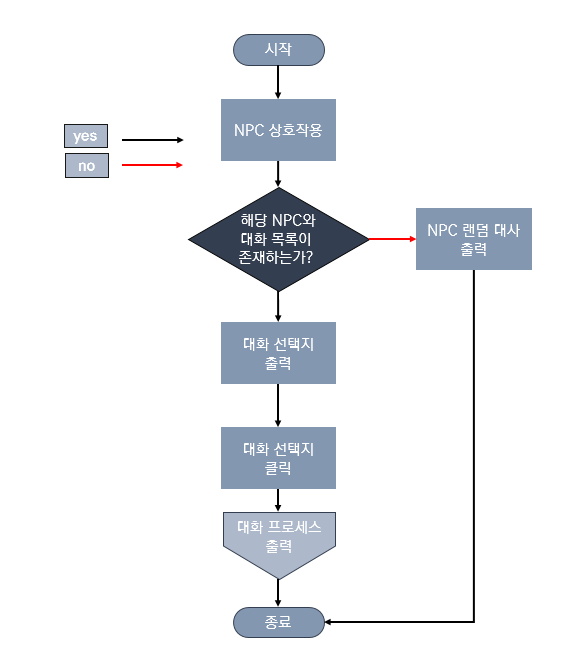 시작
NPC 상호작용
yes
no
해당 NPC와
대화 목록이
존재하는가?
NPC 랜덤 대사
출력
대화 선택지
출력
대화 선택지
클릭
대화 프로세스
출력
종료